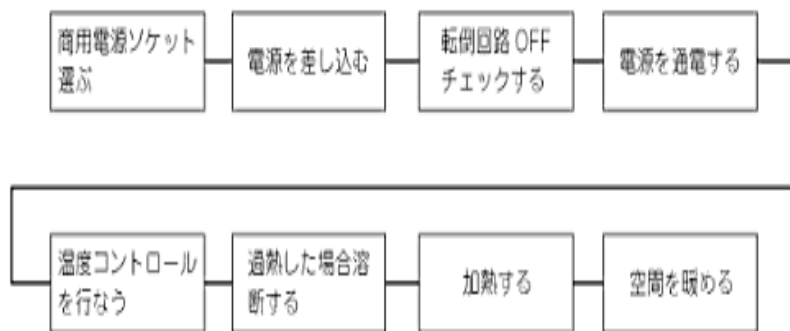 商用電源ソケット
選ぶ
電源を差し込む
転倒回路 OFF
チェックする
電源を通電する
温度コントロール
を行なう
過熱した場合溶
断する
加熱する
空間を暖める